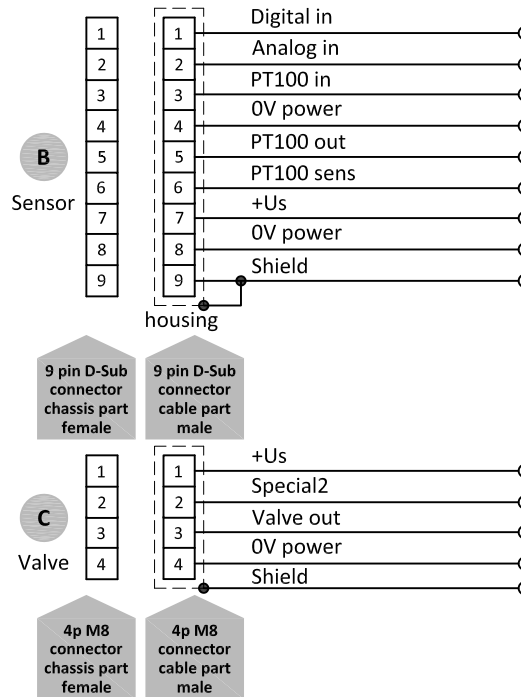 1 1 Digital in
2 2 Analog in
3 3 PT100 in
4 4 0V power
5 5 PT100 out
6 6 PT100 sens
7 7 +Us
8 8 0V power
9 9 Shield
B
Sensor
housing
9 pin D-Sub
connector
chassis part
female
9 pin D-Sub
connector
cable part
male
1 1 +Us
2 2 Special2
3 3 Valve out
4 4 0V power
Shield
C
Valve
4p M8
connector
chassis part
female
4p M8
connector
cable part
male